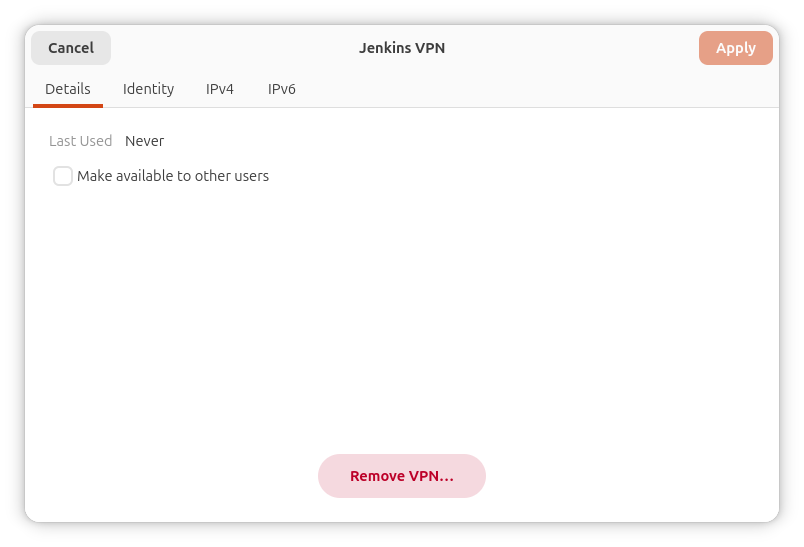 Cancel Jenkins VPN Apply
Details Identity IPv4 IPv6
Last Used Never
Make available to other users
Remove VPN…